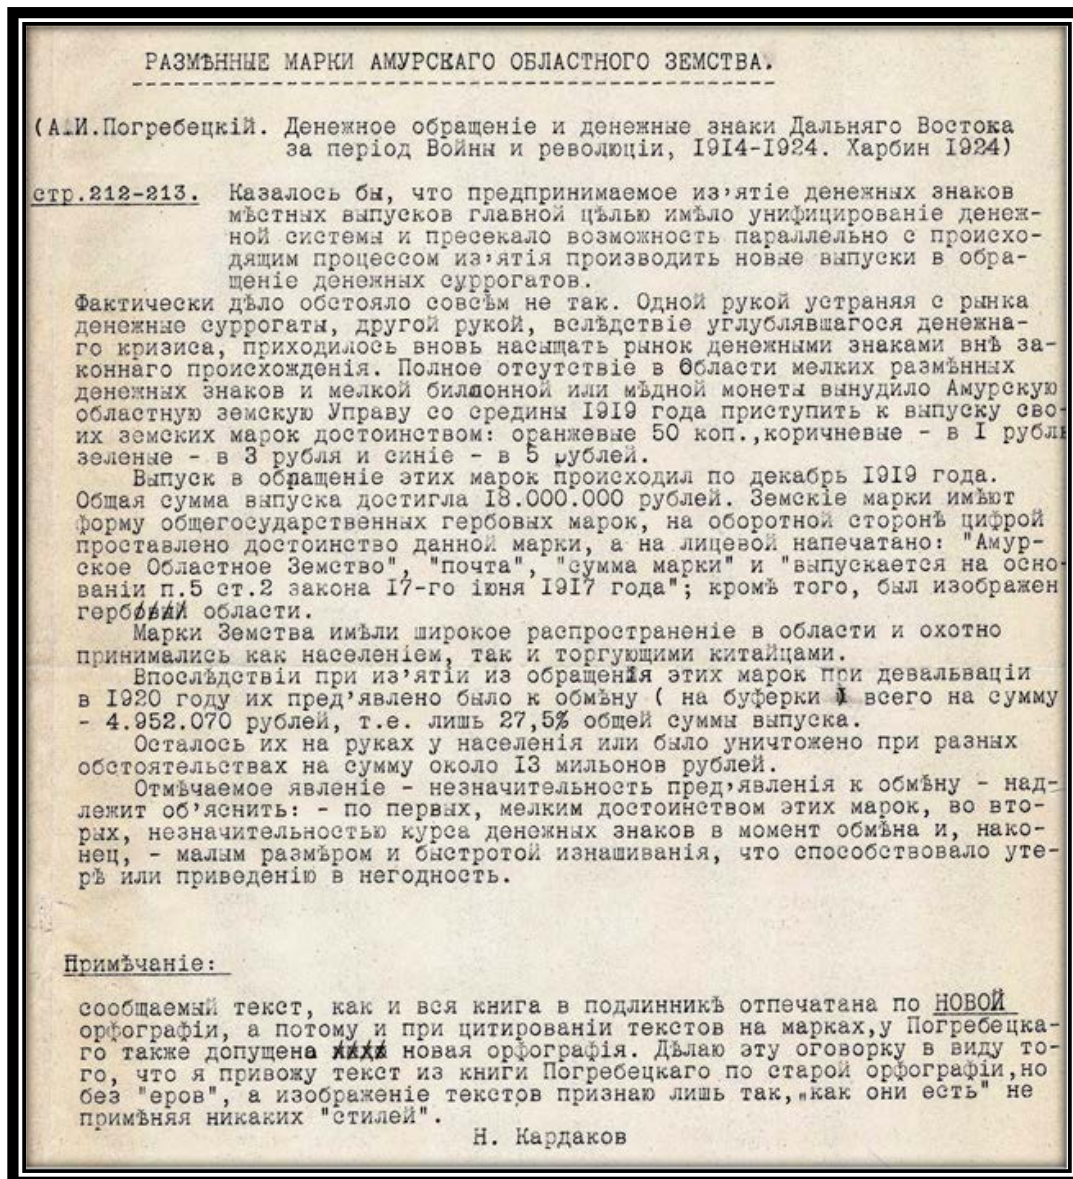 РАЗМѢННЫЕ МАРКИ АМУРСКАГО ОБЛАСТНОГО ЗЕМСТВА.
(А.И.Погребецкій. Денежное обращеніе и денежные знаки Дальняго Востока
за період Войны и революціи, 1914-1924. Харбин 1924)
стр.212-213. Казалось бы, что предпринимаемое из'ятіе денежных знаков
мѣстных выпусков главной цѣлью имѣло унифицированіе денеж-
ной системы и пресекало возможность параллельно с происхо-
дящим процессом из'ятія производить новые выпуски в обра-
щеніе денежных суррогатов.
Фактически дѣло обстояло совсѣм не так. Одной рукой устраняя с рынка
денежные суррогаты, другой рукой, вслѣдствіе углублявшагося денежна-
го кризиса, приходилось вновь насыщать рынок денежными знаками внѣ за-
коннаго происхожденія. Полное отсутствіе в Области мелких размѣнных
денежных знаков и мелкой биллонной или мѣдной монеты вынудило Амурскую
областную земскую Управу со средины 1919 года приступить к выпуску сво-
их земских марок достоинством: оранжевые 50 коп.,коричневые - в I рубль
зеленые - в 3 рубля и синіе - в 5 рублей.
Выпуск в обращеніе этих марок происходил по декабрь 1919 года.
Общая сумма выпуска достигла 18.000.000 рублей. Земскіе марки имѣют
форму общегосударственных гербовых марок, на оборотной сторонѣ цифрой
проставлено достоинство данной марки, а на лицевой напечатано: "Амур-
ское Областное Земство", "почта", "сумма марки" и "выпускается на осно-
ваніи п.5 ст.2 закона 17-го іюня 1917 года"; кромѣ того, был изображен
герб области.
Марки Земства имѣли широкое распространеніе в области и охотно
принимались как населеніем, так и торгующими китайцами.
Впослѣдствіи при из'ятіи из обращенія этих марок при девальваціи
в 1920 году их пред'явлено было к обмѣну ( на буферки ) всего на сумму
- 4.952.070 рублей, т.е. лишь 27,5% общей суммы выпуска.
Осталось их на руках у населенія или было уничтожено при разных
обстоятельствах на сумму около 13 мильонов рублей.
Отмѣчаемое явление - незначительность пред'явленія к обмѣну - над-
лежит об'яснить: - по первых, мелким достоинством этих марок, во вто-
рых, незначительностью курса денежных знаков в момент обмѣна и, нако-
нец, - малым размѣром и быстротой изнашиванія, что способствовало уте-
рѣ или приведенію в негодность.
Примѣчаніе:
сообщаемый текст, как и вся книга в подлинникѣ отпечатана по НОВОЙ
орфографіи, а потому и при цитированіи текстов на марках,у Погребецка-
го также допущена новая орфографія. Дѣлаю эту оговорку в виду то-
го, что я привожу текст из книги Погребецкаго по старой орфографіи,но
без "еров", а изображеніе текстов признаю лишь так,„как они есть" не
примѣняя никаких "стилей".
Н. Кардаков